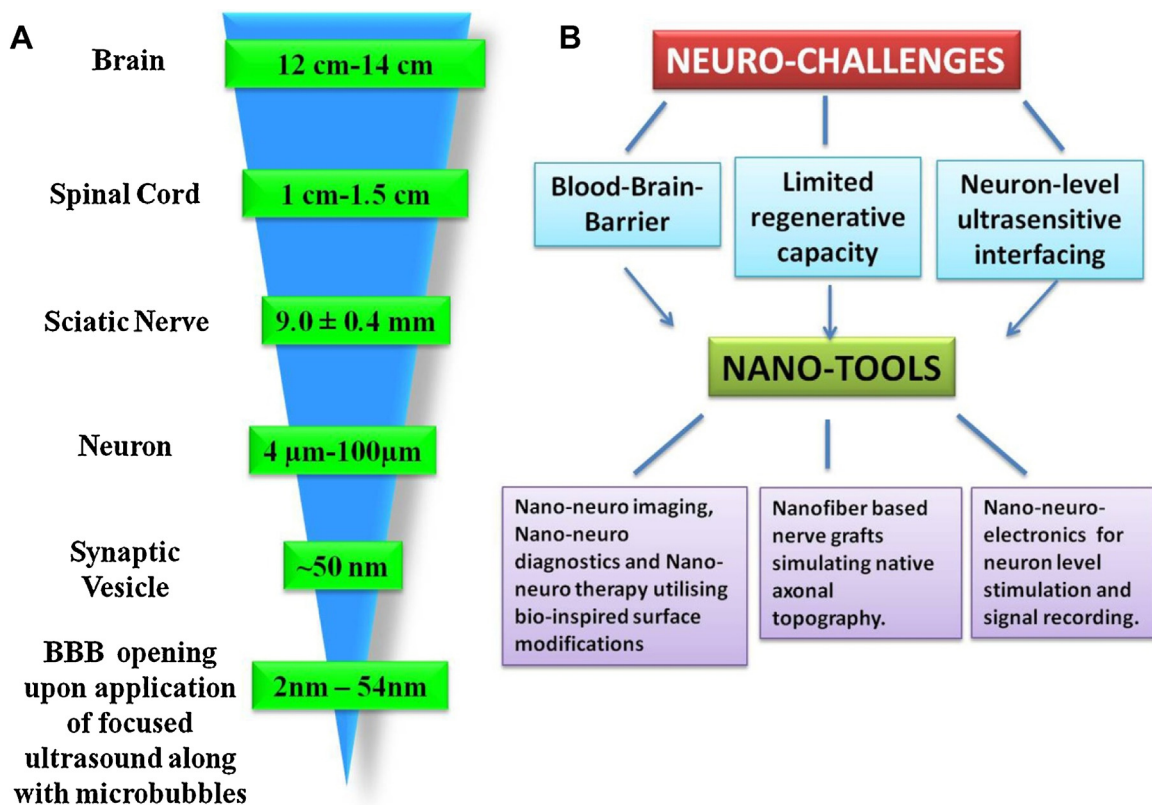 A
Brain
12 cm-14 cm
Spinal Cord
1 cm-1.5 cm
Sciatic Nerve
9.0 ± 0.4 mm
Neuron
4 μm-100μm
Synaptic
Vesicle
~50 nm
BBB opening
upon application
of focused
ultrasound along
with microbubbles
2nm – 54nm
B
NEURO-CHALLENGES
Blood-Brain-
Barrier
Limited
regenerative
capacity
Neuron-level
ultrasensitive
interfacing
NANO-TOOLS
Nano-neuro imaging,
Nano-neuro
diagnostics and Nano-
neuro therapy utilising
bio-inspired surface
modifications
Nanofiber based
nerve grafts
simulating native
axonal
topography.
Nano-neuro-
electronics for
neuron level
stimulation and
signal recording.